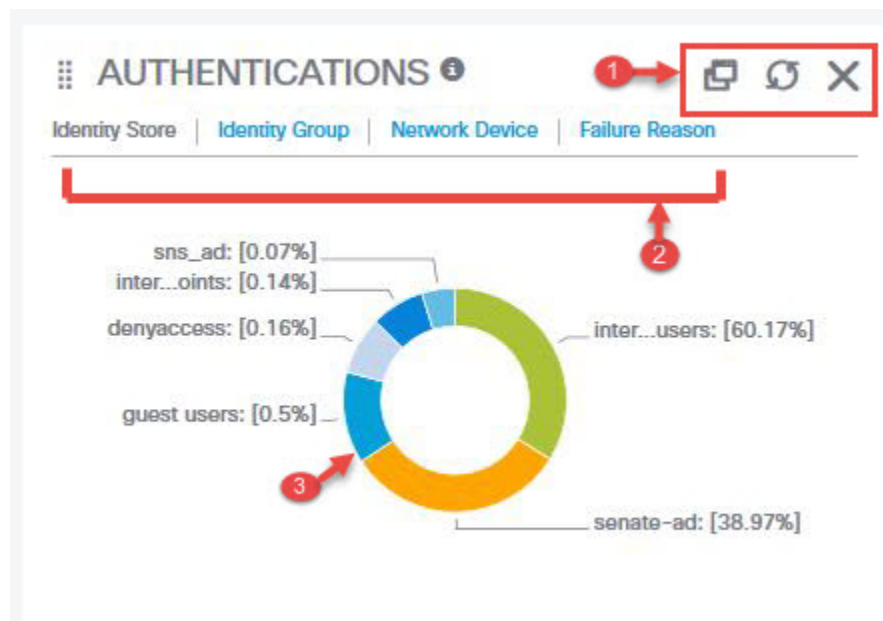 AUTHENTICATIONS i
1
Identity Store | Identity Group | Network Device | Failure Reason
2
sns_ad: [0.07%]
inter...oints: [0.14%]
denyaccess: [0.16%]
inter...users: [60.17%]
guest users: [0.5%]
3
senate-ad: [38.97%]